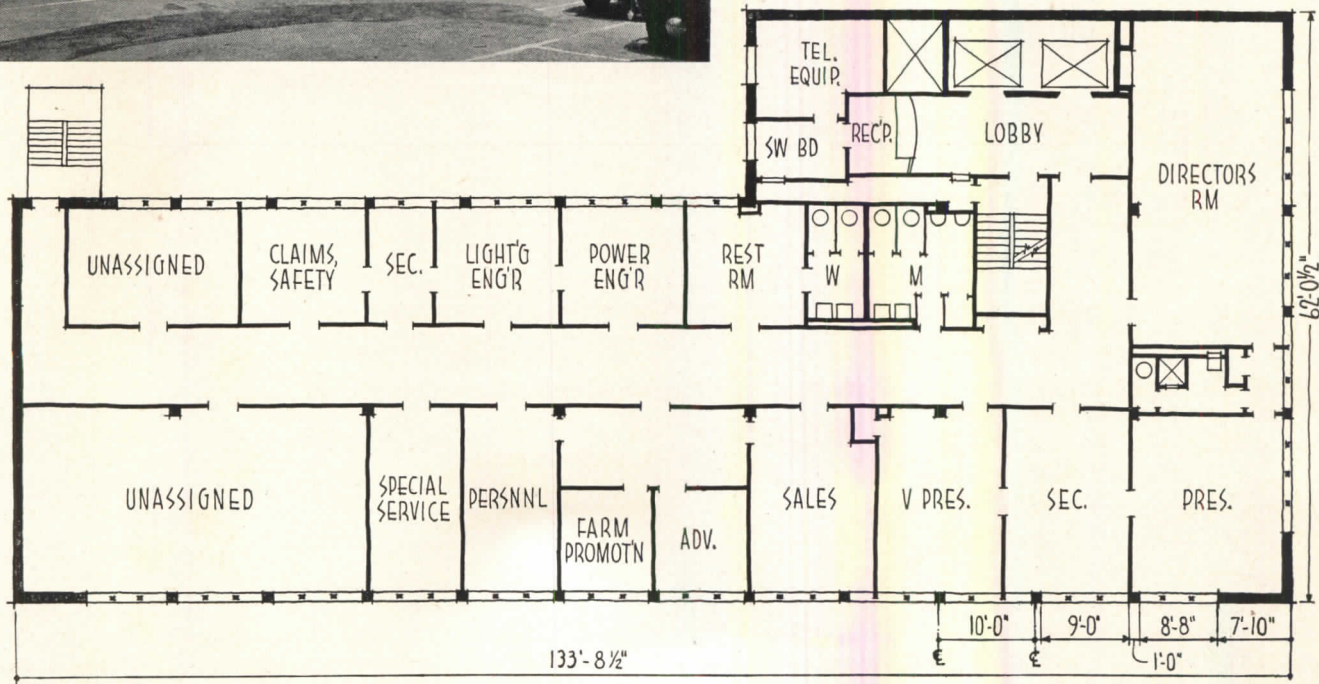 TEL.
EQUIP.
SW BD
REC'P.
LOBBY
DIRECTORS
RM
62'-0½"
UNASSIGNED
CLAIMS,
SAFETY
SEC.
LIGHT'G
ENG'R
POWER
ENG'R
REST
RM
W
M
UNASSIGNED
SPECIAL
SERVICE
PERSNNL
FARM
PROMOT'N
ADV.
SALES
V PRES.
SEC.
PRES.
10'-0"
9'-0"
8'-8"
7'-10"
1'-0"
133'-8½"